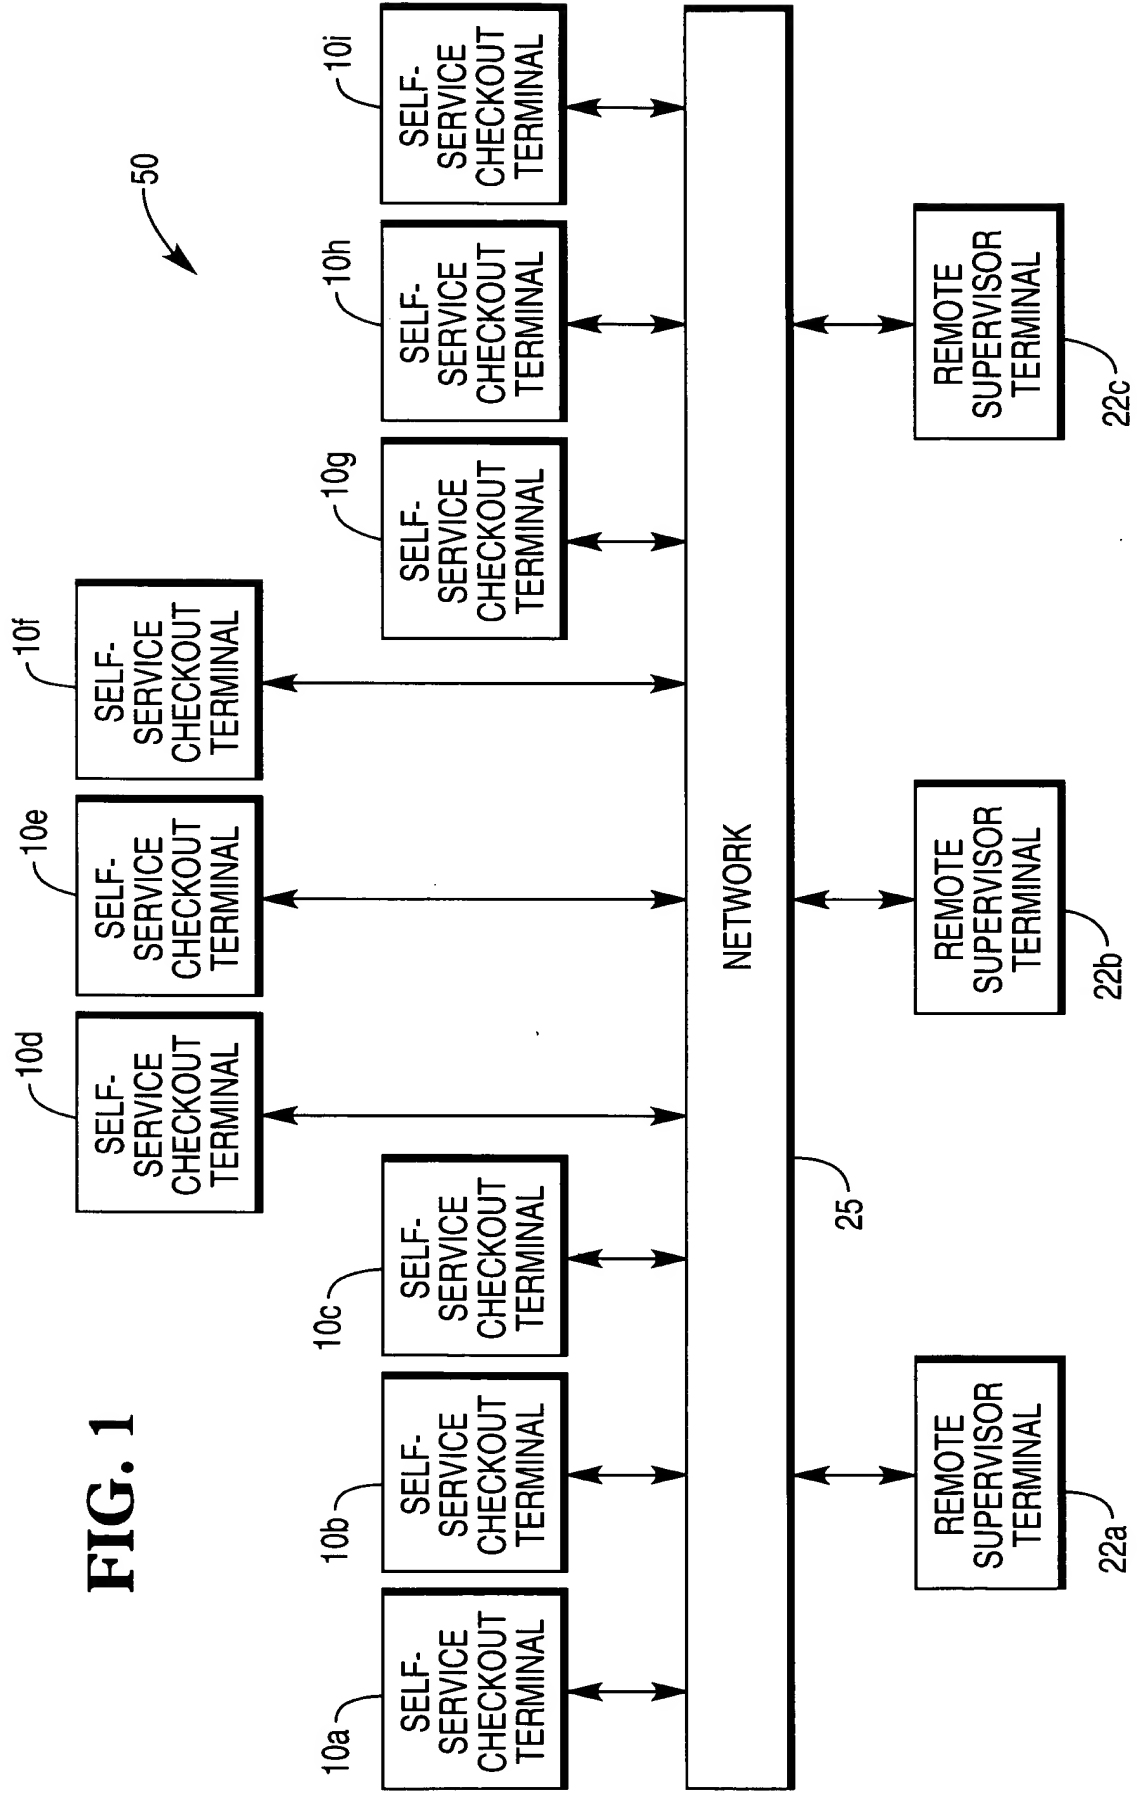 FIG. 1
50
10d
10e
10f
SELF-
SERVICE
CHECKOUT
TERMINAL
SELF-
SERVICE
CHECKOUT
TERMINAL
SELF-
SERVICE
CHECKOUT
TERMINAL
10a
10b
10c
10g
10h
10i
SELF-
SERVICE
CHECKOUT
TERMINAL
SELF-
SERVICE
CHECKOUT
TERMINAL
SELF-
SERVICE
CHECKOUT
TERMINAL
SELF-
SERVICE
CHECKOUT
TERMINAL
SELF-
SERVICE
CHECKOUT
TERMINAL
SELF-
SERVICE
CHECKOUT
TERMINAL
NETWORK
25
REMOTE
SUPERVISOR
TERMINAL
REMOTE
SUPERVISOR
TERMINAL
REMOTE
SUPERVISOR
TERMINAL
22a
22b
22c